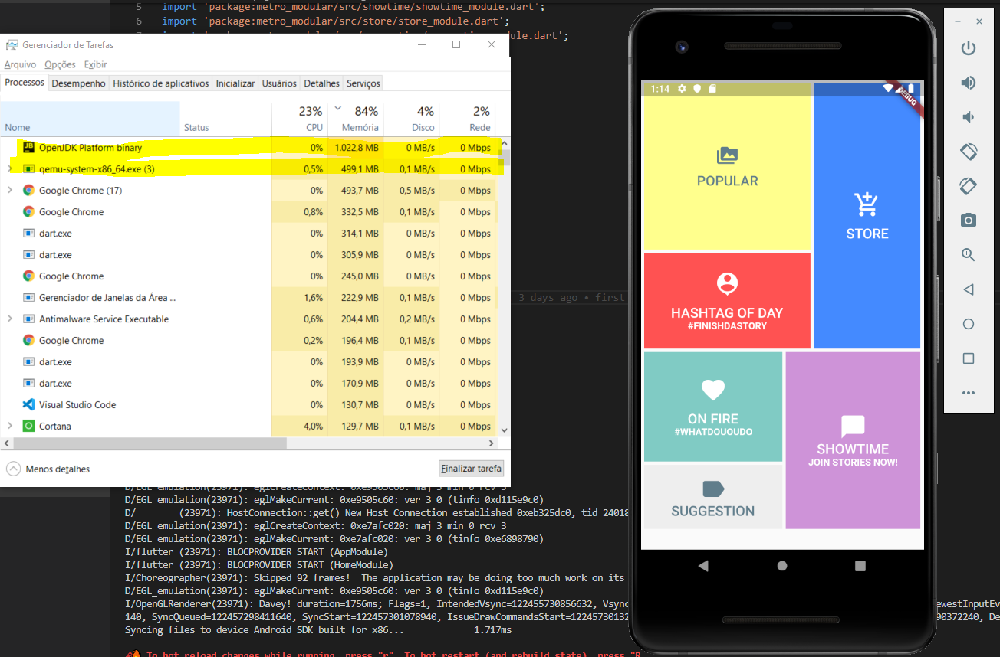 5 import 'package:metro_modular/src/showtime/showtime_module.dart';
6 import 'package:metro_modular/src/store/store_module.dart';
Gerenciador de Tarefas
Arquivo Opções Exibir
Processos Desempenho Histórico de aplicativos Inicializar Usuários Detalhes Serviços
23% 84% 4% 2%
Nome Status CPU Memória Disco Rede
OpenJDK Platform binary 0% 1.022,8 MB 0 MB/s 0 Mbps
qemu-system-x86_64.exe (3) 0,5% 499,1 MB 0,1 MB/s 0 Mbps
Google Chrome (17) 0% 493,7 MB 0,5 MB/s 0 Mbps
Google Chrome 0,8% 332,5 MB 0,1 MB/s 0 Mbps
dart.exe 0% 314,1 MB 0 MB/s 0 Mbps
dart.exe 0% 305,9 MB 0 MB/s 0 Mbps
Google Chrome 0% 245,0 MB 0 MB/s 0 Mbps
Gerenciador de Janelas da Área ... 1,6% 222,9 MB 0,1 MB/s 0 Mbps
Antimalware Service Executable 0,6% 204,4 MB 0,2 MB/s 0 Mbps
Google Chrome 0,2% 196,4 MB 0,1 MB/s 0 Mbps
dart.exe 0% 193,9 MB 0 MB/s 0 Mbps
dart.exe 0% 170,9 MB 0 MB/s 0 Mbps
Visual Studio Code 0% 130,7 MB 0 MB/s 0 Mbps
Cortana 4,0% 129,7 MB 0,1 MB/s 0 Mbps
Menos detalhes Finalizar tarefa
3 days ago • first
D/EGL_emulation(23971): eglCreateContext: 0xe9505c60: maj 3 min 0 rcv 3
D/EGL_emulation(23971): eglMakeCurrent: 0xe9505c60: ver 3 0 (tinfo 0xd115e9c0)
D/ (23971): HostConnection::get() New Host Connection established 0xeb325dc0, tid 24018
D/EGL_emulation(23971): eglCreateContext: 0xe7afc020: maj 3 min 0 rcv 3
D/EGL_emulation(23971): eglMakeCurrent: 0xe7afc020: ver 3 0 (tinfo 0xe6898790)
I/flutter (23971): BLOCPROVIDER START (AppModule)
I/flutter (23971): BLOCPROVIDER START (HomeModule)
I/Choreographer(23971): Skipped 92 frames! The application may be doing too much work on its
D/EGL_emulation(23971): eglMakeCurrent: 0xe9505c60: ver 3 0 (tinfo 0xd115e9c0)
I/OpenGLRenderer(23971): Davey! duration=1756ms; Flags=1, IntendedVsync=122455730856632, Vsync ewestInputEv
140, SyncQueued=122457298411640, SyncStart=122457301078940, IssueDrawCommandsStart=12245730132 90372240, De
Syncing files to device Android SDK built for x86... 1.717ms
To hot reload changes while running, press "r". To hot restart (and rebuild state), press "R
1:14
DEBUG
POPULAR
STORE
HASHTAG OF DAY
#FINISHDASTORY
ON FIRE
#WHATDOUOUDO
SHOWTIME
JOIN STORIES NOW!
SUGGESTION